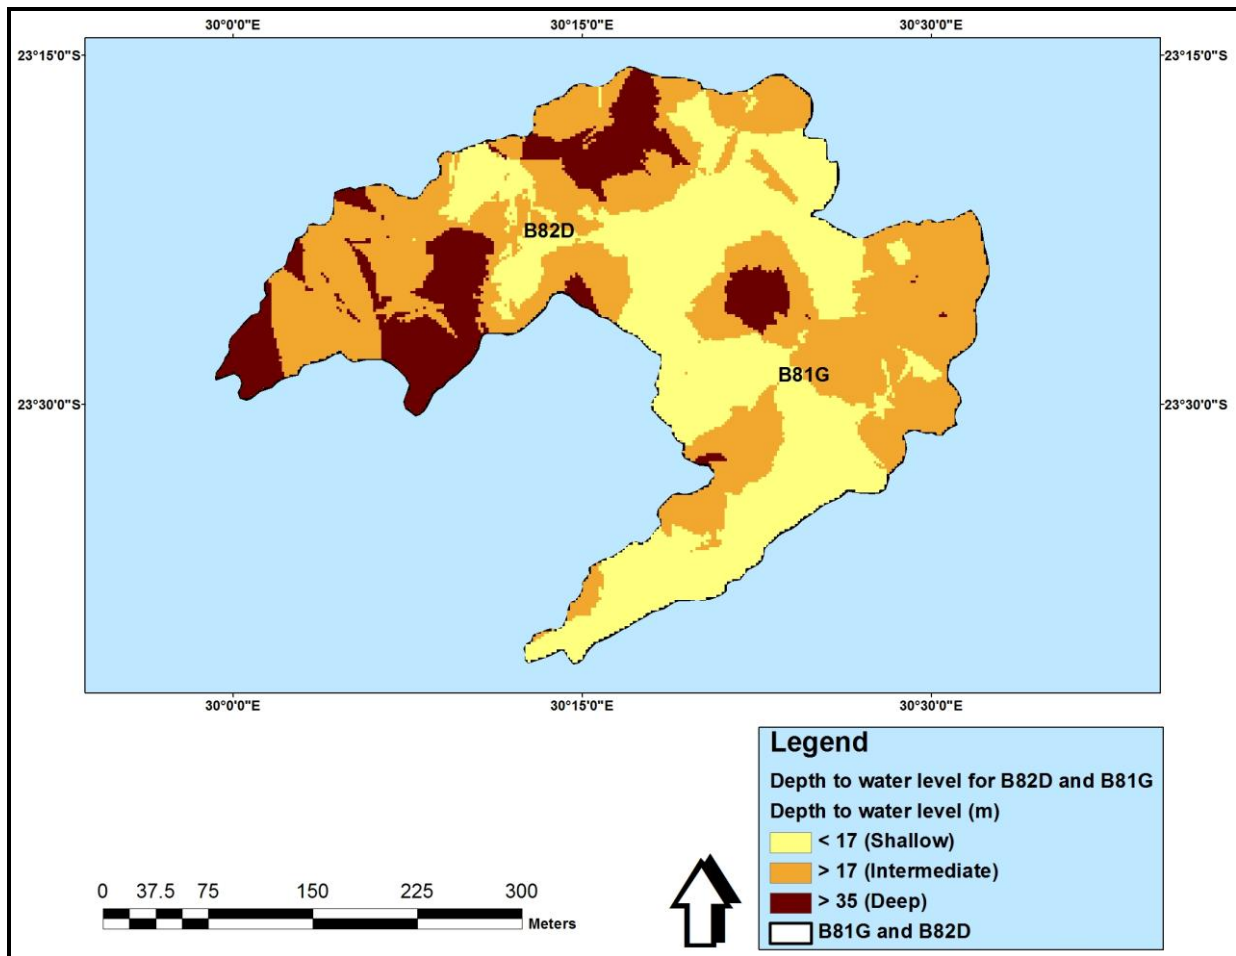 30°0'0"E 30°15'0"E 30°30'0"E
23°15'0"S 23°15'0"S
B82D
B81G
23°30'0"S 23°30'0"S
30°0'0"E 30°15'0"E 30°30'0"E
Legend
Depth to water level for B82D and B81G
Depth to water level (m)
< 17 (Shallow)
> 17 (Intermediate)
> 35 (Deep)
B81G and B82D
0 37.5 75 150 225 300
Meters